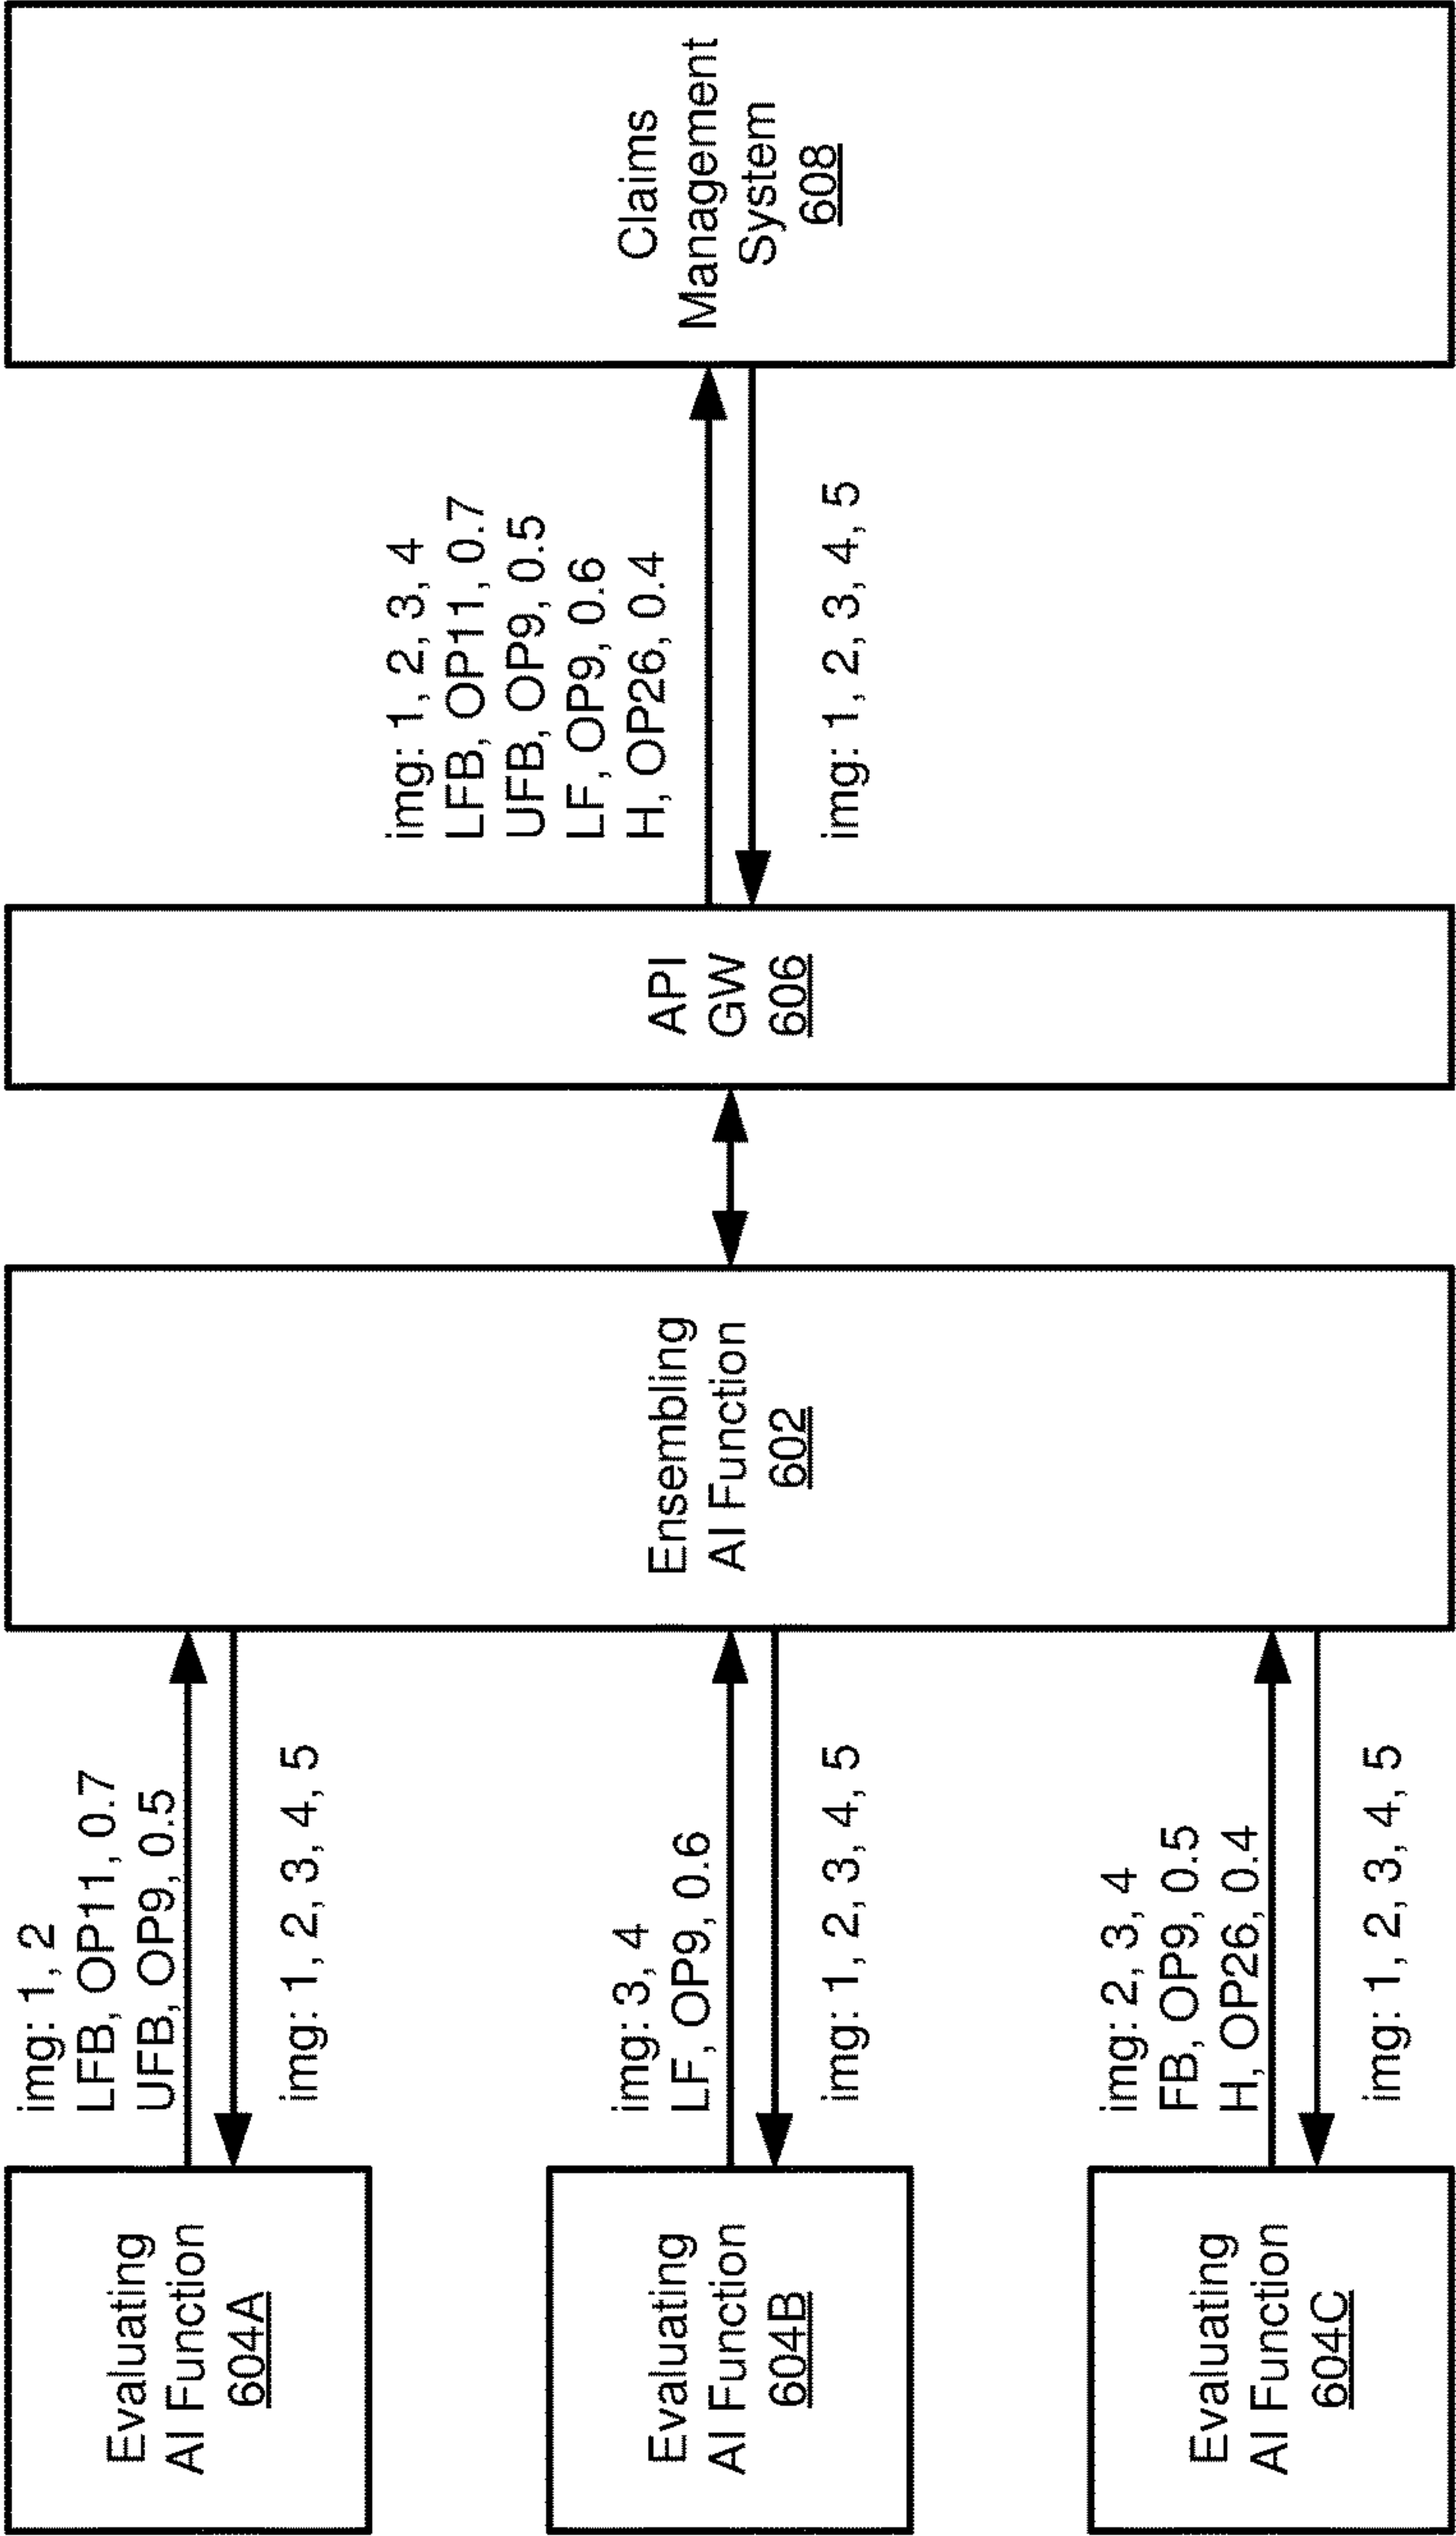 Evaluating
AI Function
604A
img: 1, 2
LFB, OP11, 0.7
UFB, OP9, 0.5
img: 1, 2, 3, 4, 5
Evaluating
AI Function
604B
img: 3, 4
LF, OP9, 0.6
img: 1, 2, 3, 4, 5
Evaluating
AI Function
604C
img: 2, 3, 4
FB, OP9, 0.5
H, OP26, 0.4
img: 1, 2, 3, 4, 5
Ensembling
AI Function
602
API
GW
606
img: 1, 2, 3, 4
LFB, OP11, 0.7
UFB, OP9, 0.5
LF, OP9, 0.6
H, OP26, 0.4
img: 1, 2, 3, 4, 5
Claims
Management
System
608